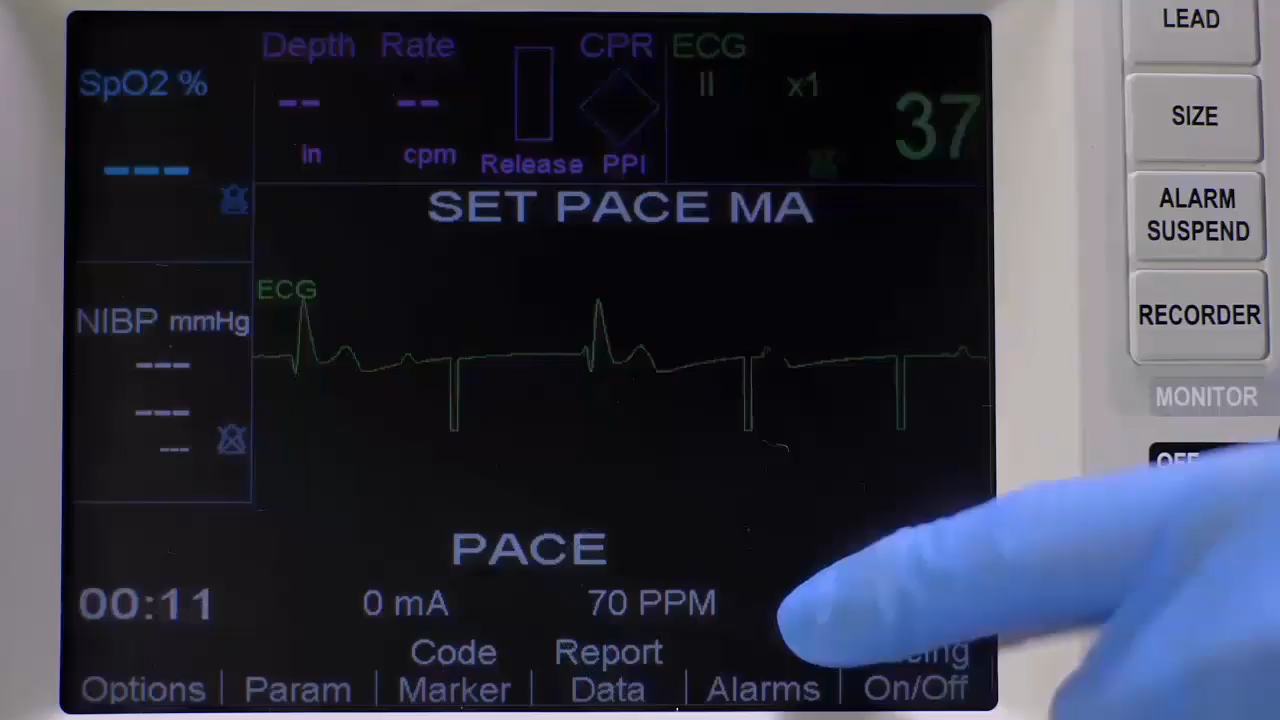 SpO2 %
---
NIBP mmHg
---
---
---
Depth Rate
-- --
in cpm
Release
CPR
PPI
ECG
II x1
37
SET PACE MA
ECG
PACE
00:11 0 mA 70 PPM
Options
Param
Code
Marker
Report
Data
Alarms
On/Off
LEAD
SIZE
ALARM
SUSPEND
RECORDER
MONITOR